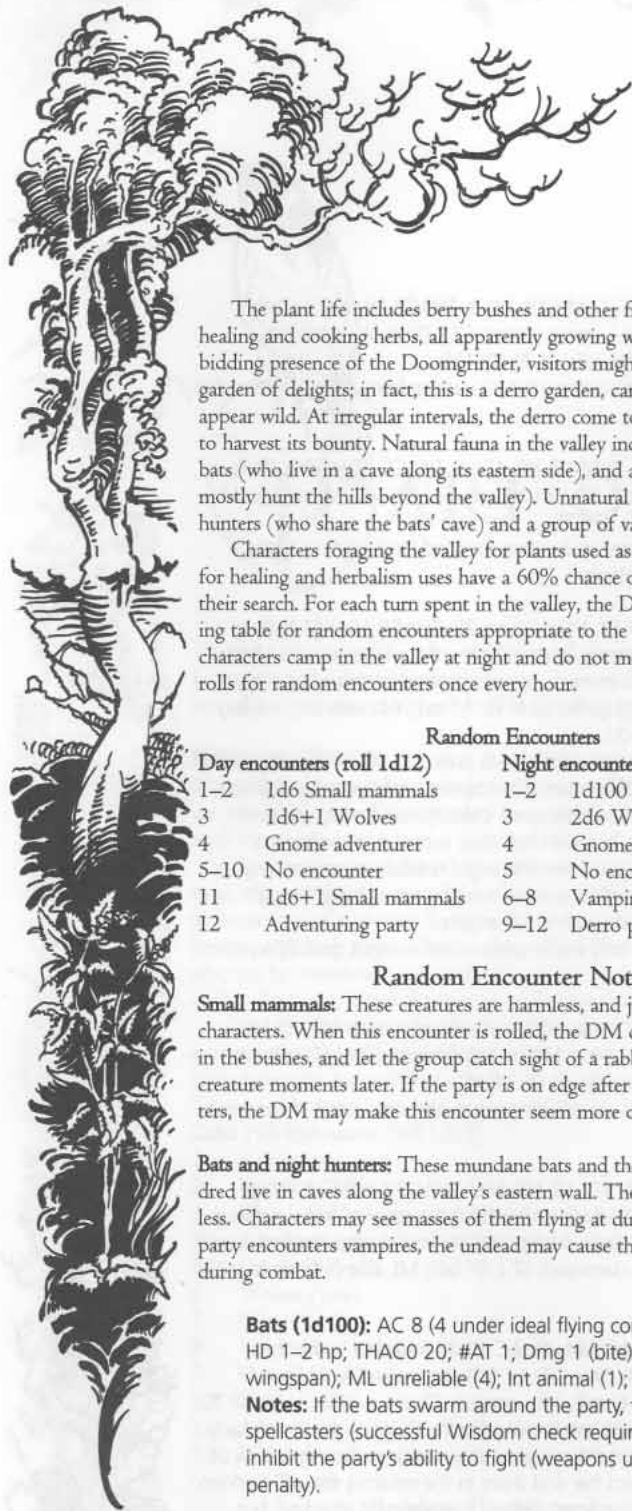 The plant life includes berry bushes and other fr
healing and cooking herbs, all apparently growing w
bidding presence of the Doomgrinder, visitors might
garden of delights; in fact, this is a derro garden, car
appear wild. At irregular intervals, the derro come to
to harvest its bounty. Natural fauna in the valley inc
bats (who live in a cave along its eastern side), and a
mostly hunt the hills beyond the valley). Unnatural
hunters (who share the bats' cave) and a group of va
Characters foraging the valley for plants used as
for healing and herbalism uses have a 60% chance o
their search. For each turn spent in the valley, the D
ing table for random encounters appropriate to the
characters camp in the valley at night and do not m
rolls for random encounters once every hour.
Random Encounters
Day encounters (roll 1d12) Night encounte
1–2 1d6 Small mammals 1–2 1d100
3 1d6+1 Wolves 3 2d6 W
4 Gnome adventurer 4 Gnome
5–10 No encounter 5 No enc
11 1d6+1 Small mammals 6–8 Vampir
12 Adventuring party 9–12 Derro p
Random Encounter Not
Small mammals: These creatures are harmless, and j
characters. When this encounter is rolled, the DM c
in the bushes, and let the group catch sight of a rabb
creature moments later. If the party is on edge after
ters, the DM may make this encounter seem more d
Bats and night hunters: These mundane bats and th
dred live in caves along the valley's eastern wall. The
less. Characters may see masses of them flying at du
party encounters vampires, the undead may cause th
during combat.
Bats (1d100): AC 8 (4 under ideal flying con
HD 1–2 hp; THAC0 20; #AT 1; Dmg 1 (bite)
wingspan); ML unreliable (4); Int animal (1);
Notes: If the bats swarm around the party, t
spellcasters (successful Wisdom check requir
inhibit the party's ability to fight (weapons u
penalty).